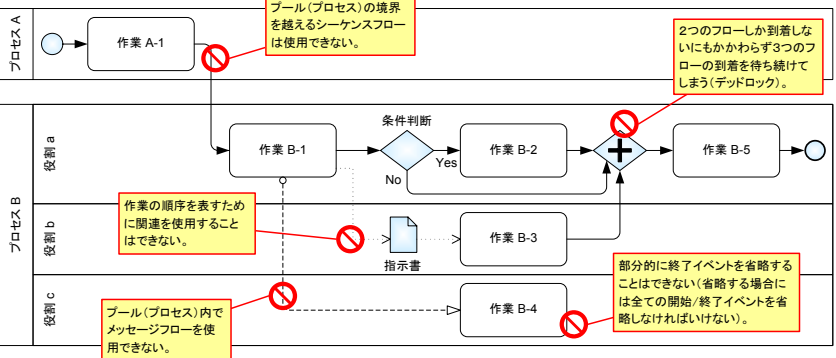 プール(プロセス)の境界
を越えるシーケンスフロー
は使用できない。
プロセス A
作業 A-1
2つのフローしか到着しな
いにもかかわらず3つのフ
ローの到着を待ち続けて
しまう(デッドロック)。
プロセス B
役割 a
作業 B-1
条件判断
Yes
No
作業 B-2
作業 B-5
役割 b
作業の順序を表すため
に関連を使用すること
はできない。
指示書
作業 B-3
役割 c
プール(プロセス)内で
メッセージフローを使
用できない。
作業 B-4
部分的に終了イベントを省略する
ことはできない(省略する場合に
は全ての開始/終了イベントを省
略しなければいけない)。